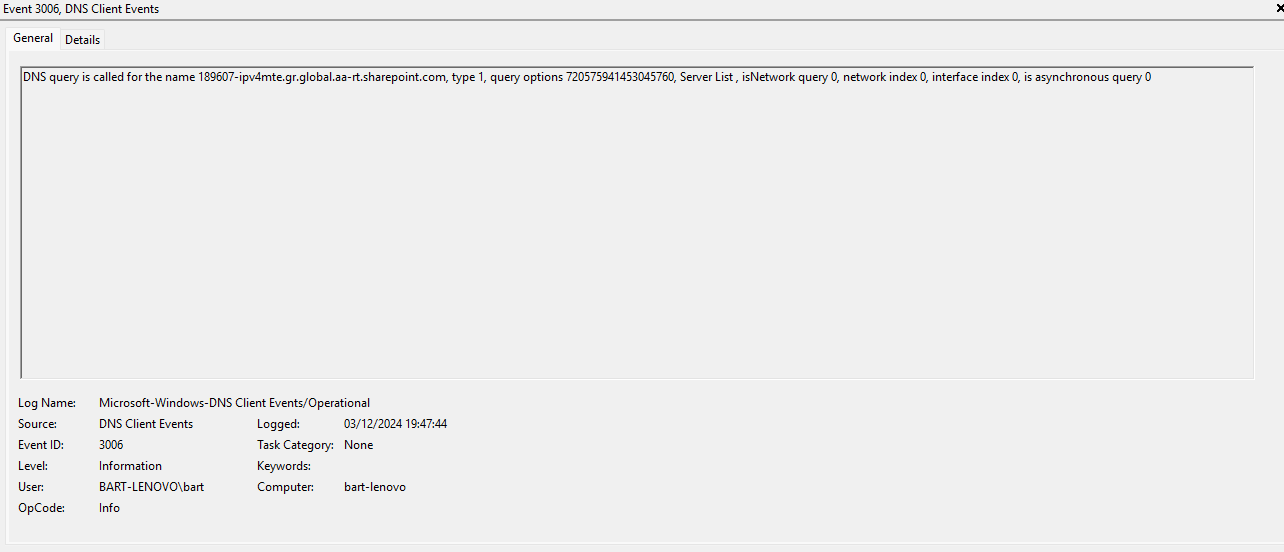 Event 3006, DNS Client Events
General Details
DNS query is called for the name 189607-ipv4mte.gr.global.aa-rt.sharepoint.com, type 1, query options 720575941453045760, Server List , isNetwork query 0, network index 0, interface index 0, is asynchronous query 0
Log Name: Microsoft-Windows-DNS Client Events/Operational
Source: DNS Client Events Logged: 03/12/2024 19:47:44
Event ID: 3006 Task Category: None
Level: Information Keywords:
User: BART-LENOVO\bart Computer: bart-lenovo
OpCode: Info